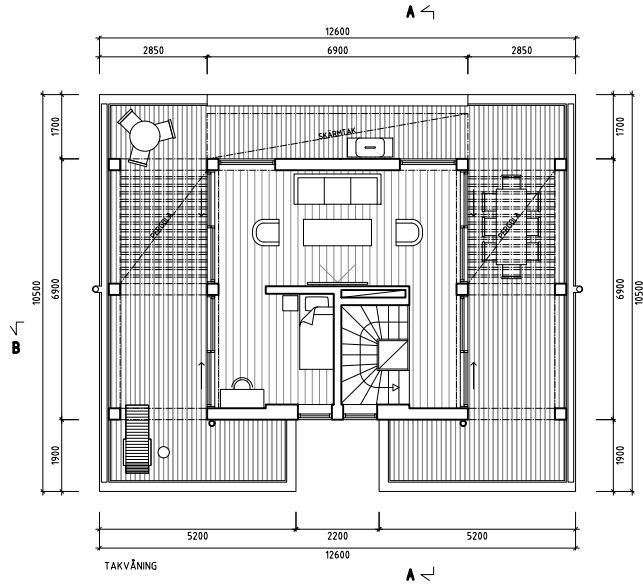 A
12600
2850 6900 2850
1700 1700
SKÄRMTAK
PERGOLA PERGOLA
10500 6900 6900 10500
B
1900 1900
5200 2200 5200
12600
TAKVÅNING
A